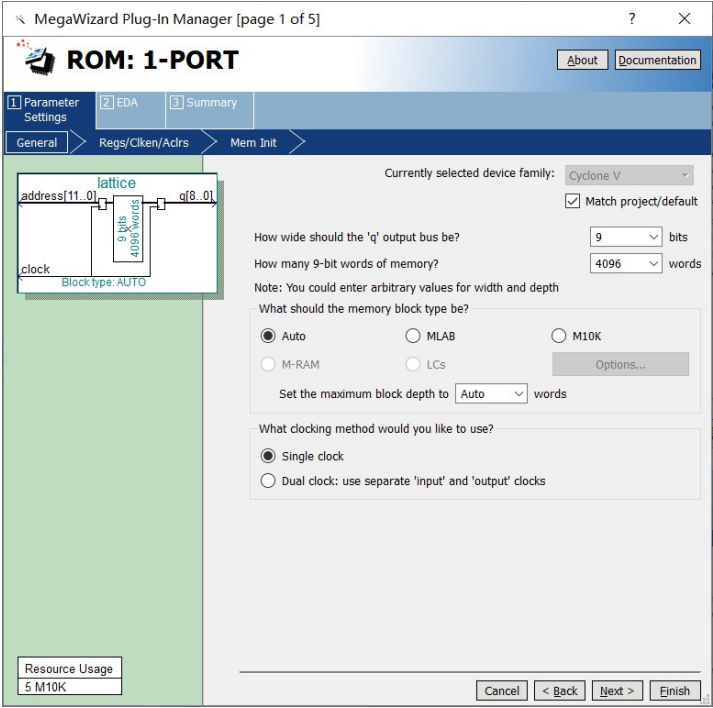 MegaWizard Plug-In Manager [page 1 of 5]
? ×
ROM: 1-PORT
About Documentation
1 Parameter Settings
2 EDA
3 Summary
General Regs/Clken/Aclrs Mem Init
lattice
address[11..0] q[8..0]
9 bits
4096 words
clock
Block type: AUTO
Currently selected device family: Cyclone V
Match project/default
How wide should the 'q' output bus be? 9 bits
How many 9-bit words of memory? 4096 words
Note: You could enter arbitrary values for width and depth
What should the memory block type be?
Auto MLAB M10K
M-RAM LCs Options...
Set the maximum block depth to Auto words
What clocking method would you like to use?
Single clock
Dual clock: use separate 'input' and 'output' clocks
Resource Usage
5 M10K
Cancel < Back Next > Finish